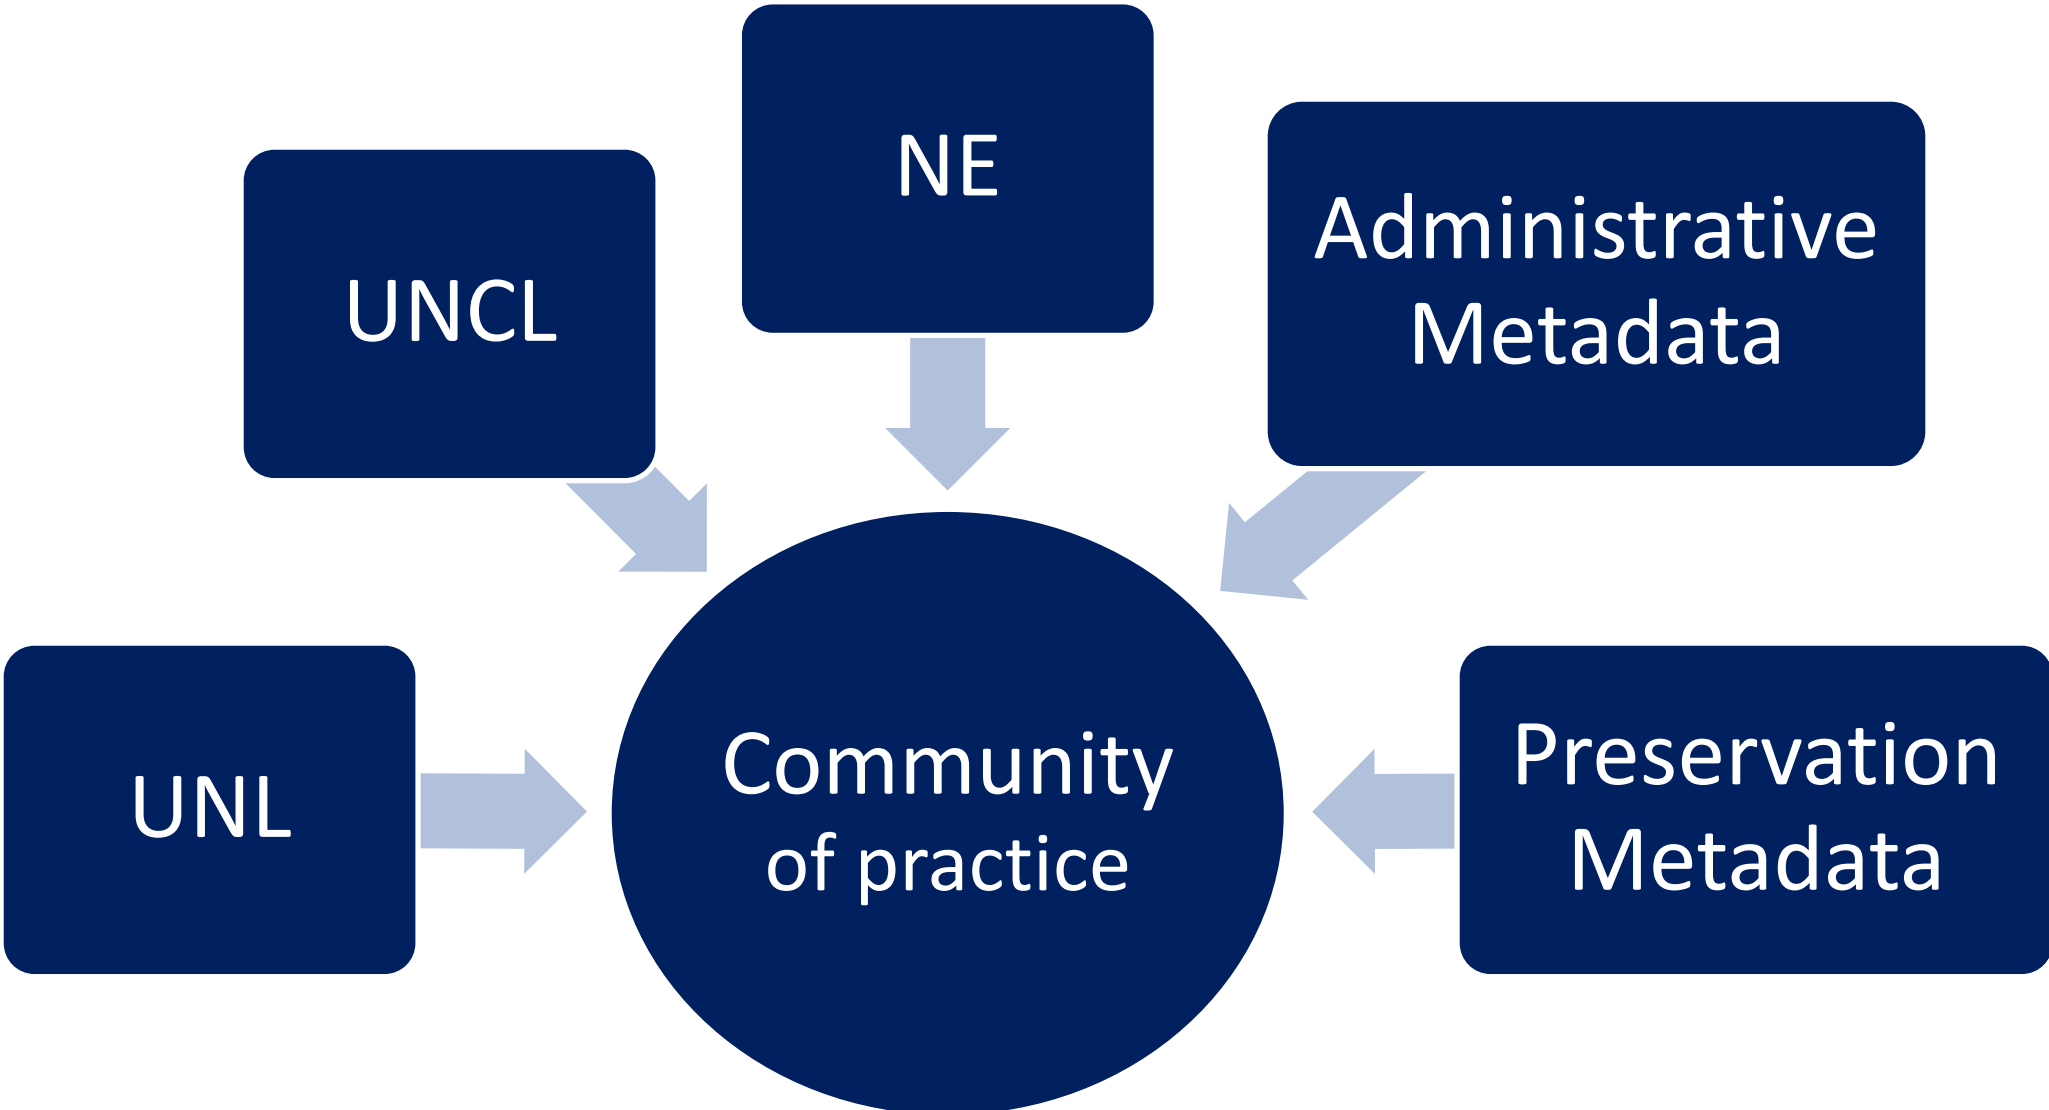 NE
Administrative
Metadata
UNCL
Community
of practice
UNL
Preservation
Metadata